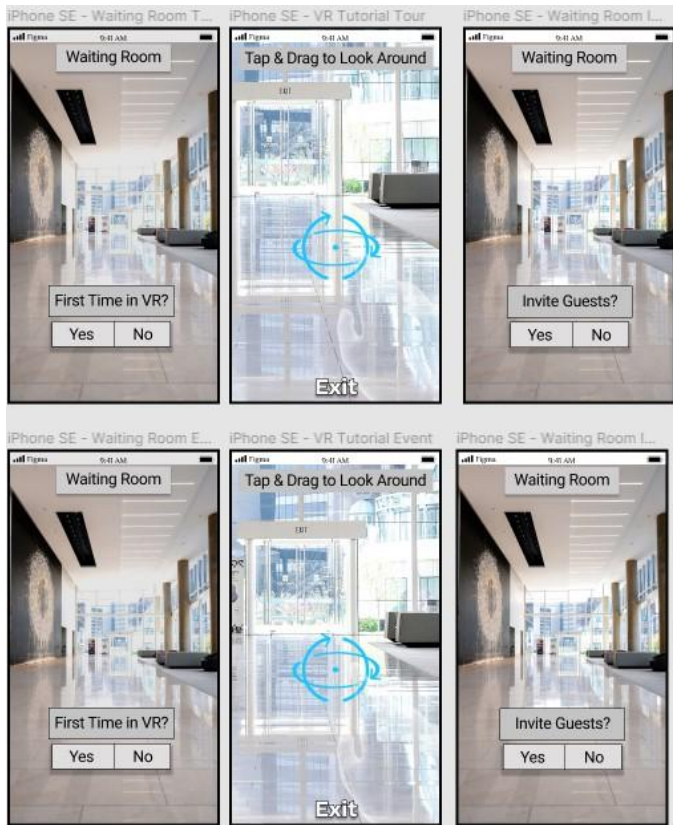 iPhone SE - Waiting Room T...
iPhone SE - VR Tutorial Tour
iPhone SE - Waiting Room I...
Figma 9:41 AM
Waiting Room
First Time in VR?
Yes No
Figma 9:41 AM
Tap & Drag to Look Around
EXIT
Exit
Figma 9:41 AM
Waiting Room
Invite Guests?
Yes No
iPhone SE - Waiting Room E...
iPhone SE - VR Tutorial Event
iPhone SE - Waiting Room I...
Figma 9:41 AM
Waiting Room
First Time in VR?
Yes No
Figma 9:41 AM
Tap & Drag to Look Around
EXIT
Exit
Figma 9:41 AM
Waiting Room
Invite Guests?
Yes No